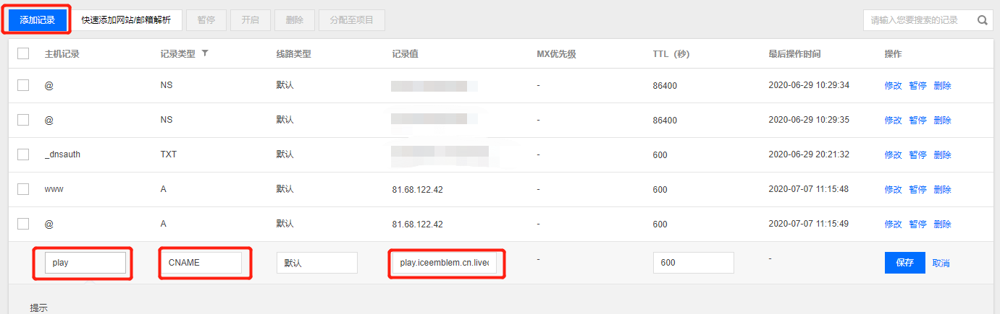 添加记录 快速添加网站/邮箱解析 暂停 开启 删除 分配至项目 请输入您要搜索的记录
主机记录 记录类型 线路类型 记录值 MX优先级 TTL（秒） 最后操作时间 操作
@ NS 默认 - 86400 2020-06-29 10:29:34 修改 暂停 删除
@ NS 默认 - 86400 2020-06-29 10:29:35 修改 暂停 删除
_dnsauth TXT 默认 - 600 2020-06-29 20:21:32 修改 暂停 删除
www A 默认 81.68.122.42 - 600 2020-07-07 11:15:48 修改 暂停 删除
@ A 默认 81.68.122.42 - 600 2020-07-07 11:15:49 修改 暂停 删除
play CNAME 默认 play.iceemblem.cn.live - 600 - 保存 取消
提示